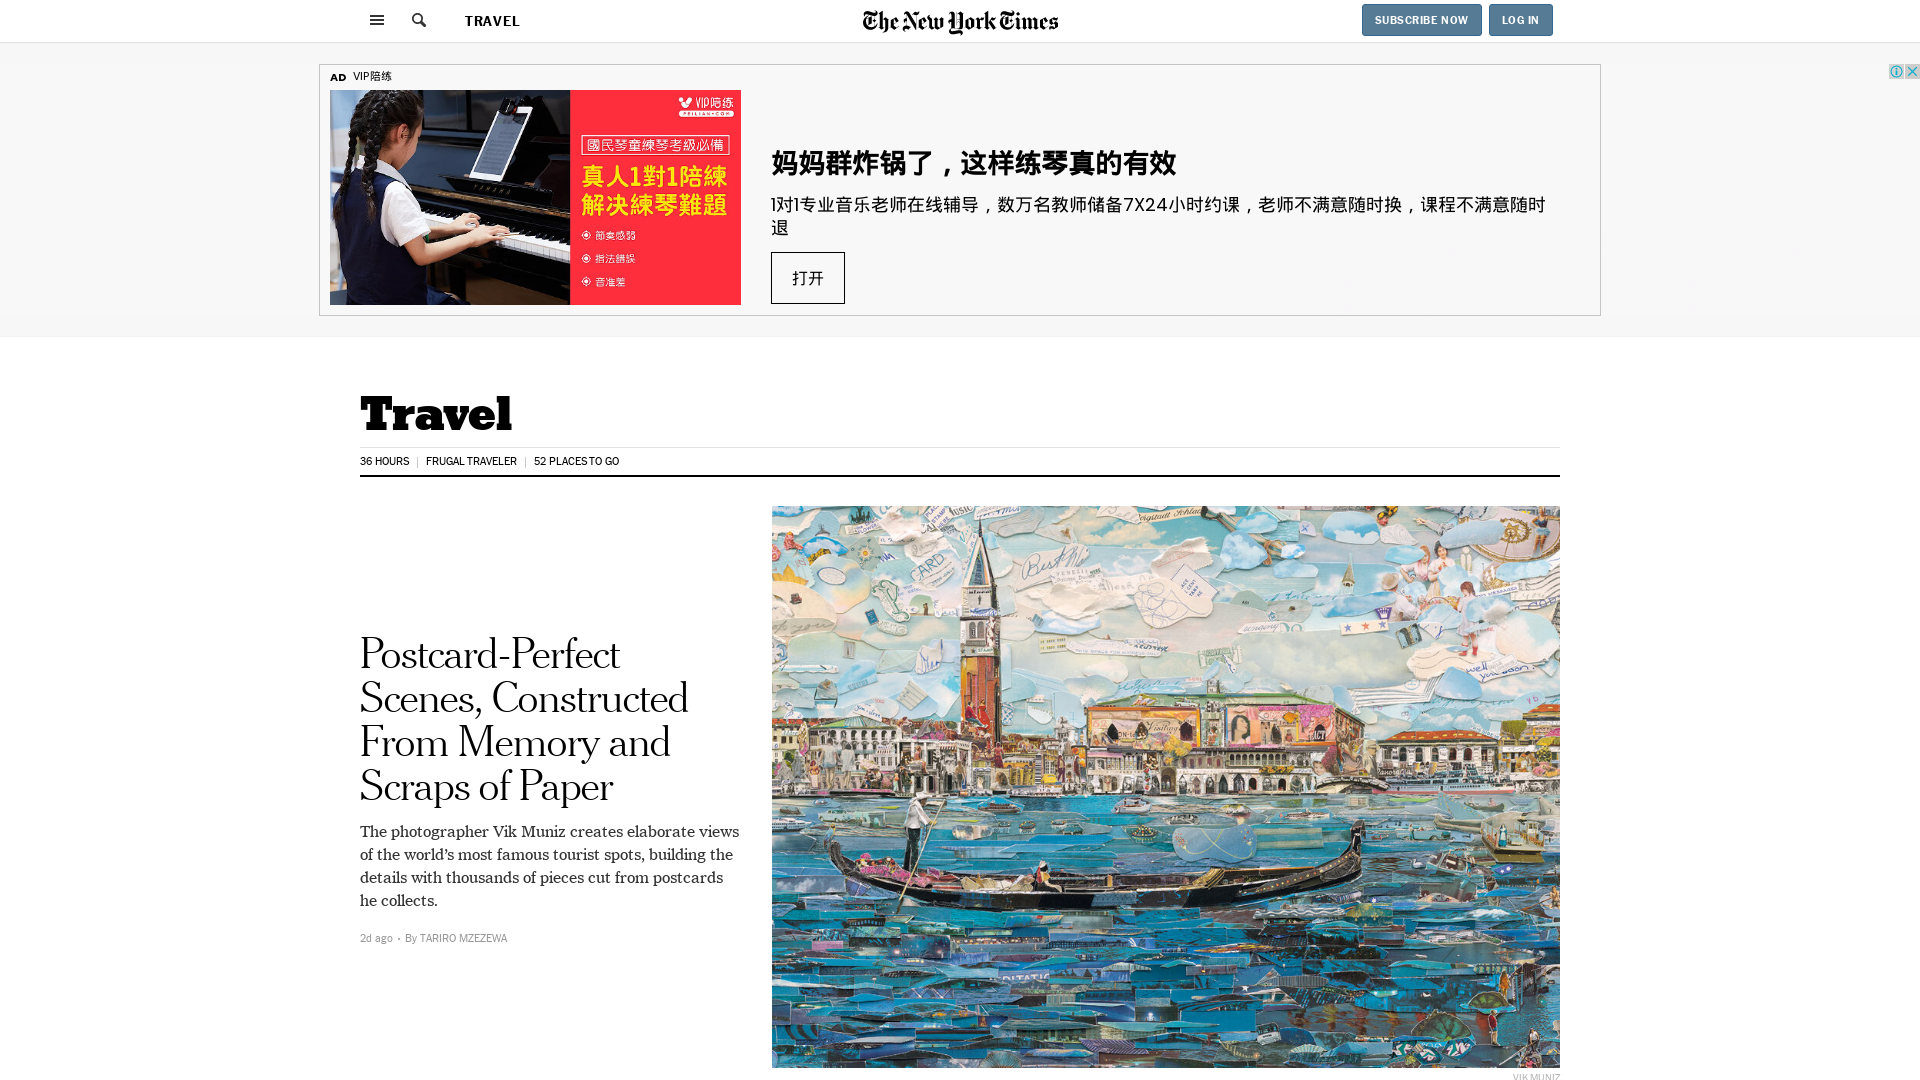 TRAVEL
The New York Times
SUBSCRIBE NOW
LOG IN
AD VIP陪练
VIP陪练
PEILIAN•COM
國民琴童練琴考級必備
真人1對1陪練
解决練琴難題
節奏感弱
指法錯誤
音准差
YAMAHA
妈妈群炸锅了，这样练琴真的有效
1对1专业音乐老师在线辅导，数万名教师储备7X24小时约课，老师不满意随时换，课程不满意随时
退
打开
Travel
36 HOURS
FRUGAL TRAVELER
52 PLACES TO GO
Postcard-Perfect
Scenes, Constructed
From Memory and
Scraps of Paper
The photographer Vik Muniz creates elaborate views
of the world’s most famous tourist spots, building the
details with thousands of pieces cut from postcards
he collects.
2d ago • By TARIRO MZEZEWA
CARD
Best
VENEZIA
well
VIK MUNIZ